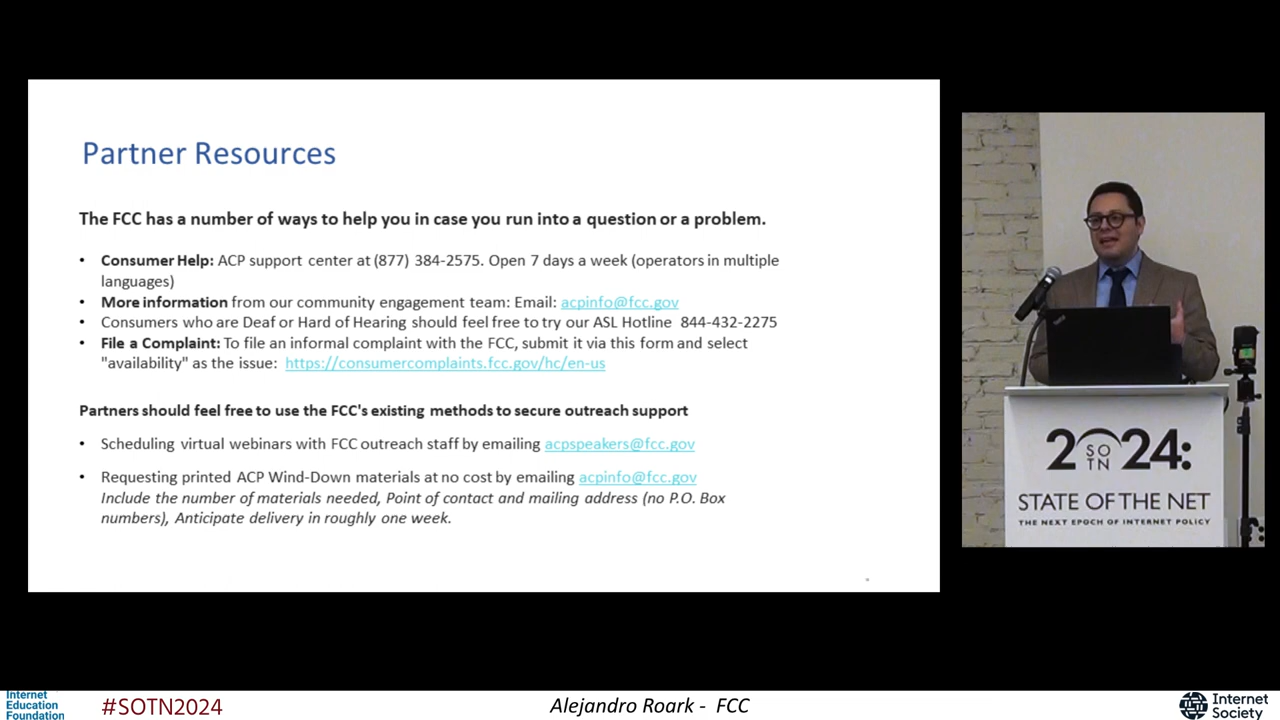 Partner Resources
The FCC has a number of ways to help you in case you run into a question or a problem.
• Consumer Help: ACP support center at (877) 384-2575. Open 7 days a week (operators in multiple
languages)
• More information from our community engagement team: Email: acpinfo@fcc.gov
• Consumers who are Deaf or Hard of Hearing should feel free to try our ASL Hotline 844-432-2275
• File a Complaint: To file an informal complaint with the FCC, submit it via this form and select
"availability" as the issue: https://consumercomplaints.fcc.gov/hc/en-us
Partners should feel free to use the FCC's existing methods to secure outreach support
• Scheduling virtual webinars with FCC outreach staff by emailing acpspeakers@fcc.gov
• Requesting printed ACP Wind-Down materials at no cost by emailing acpinfo@fcc.gov
Include the number of materials needed, Point of contact and mailing address (no P.O. Box
numbers), Anticipate delivery in roughly one week.
ThinkPad
2 SO TN 24:
STATE OF THE NET
THE NEXT EPOCH OF INTERNET POLICY
Internet
Education
Foundation
#SOTN2024
Alejandro Roark - FCC
Internet
Society